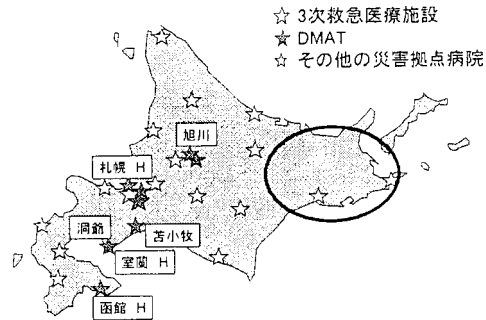 ☆ 3次救急医療施設
★ DMAT
☆ その他の災害拠点病院
旭川
札幌 H
洞爺
苫小牧
室蘭 H
函館 H